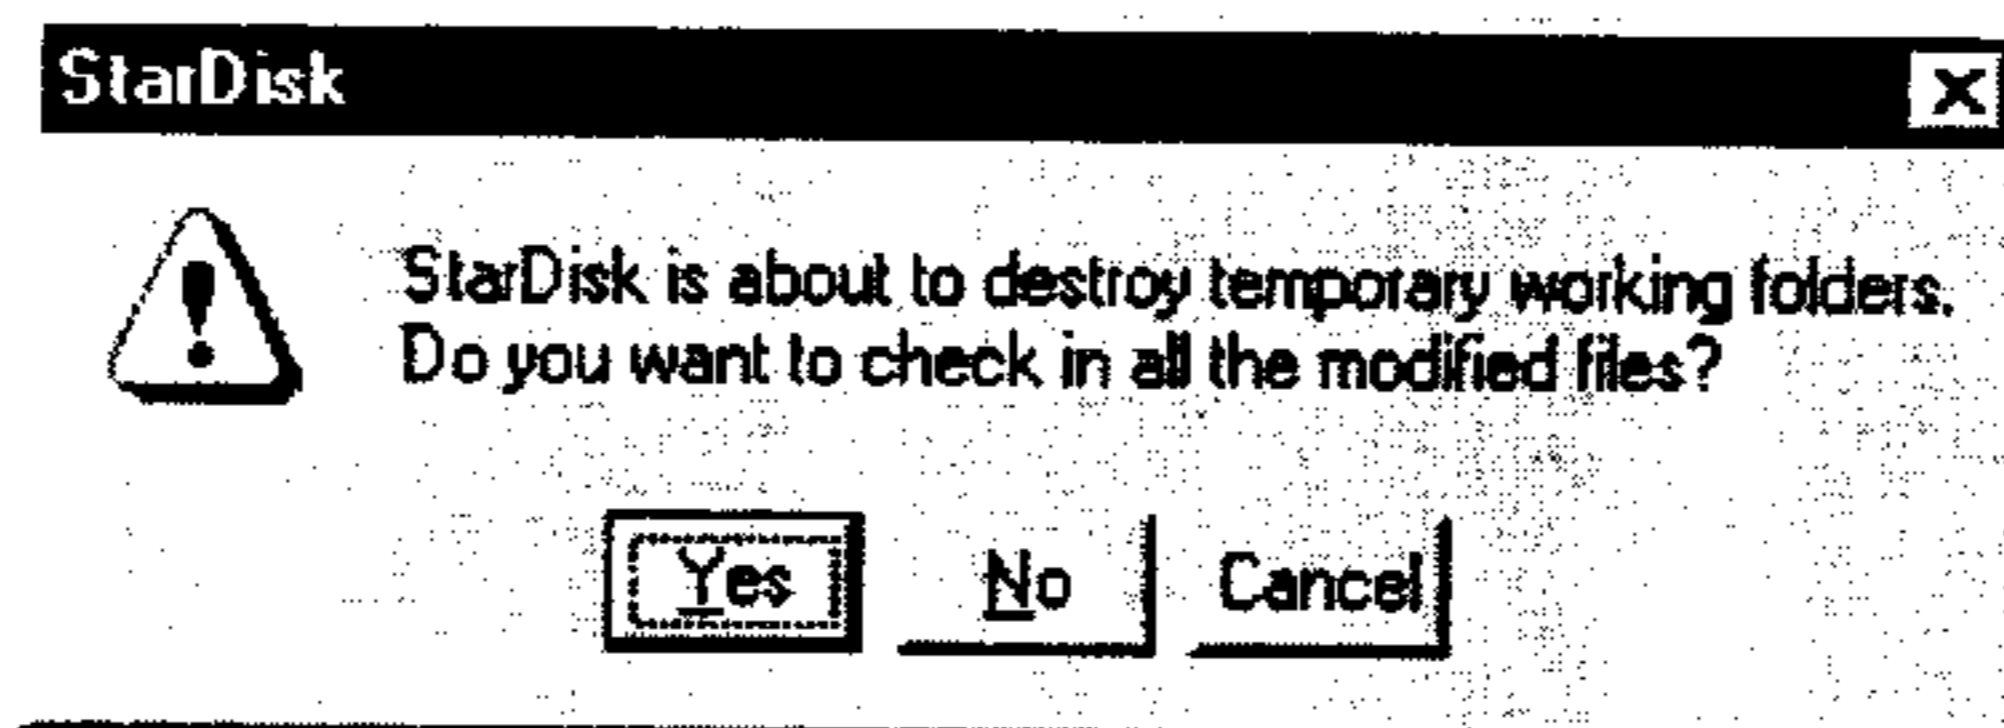 StarDisk
StarDisk is about to destroy temporary working folders.
Do you want to check in all the modified files?
Yes No Cancel